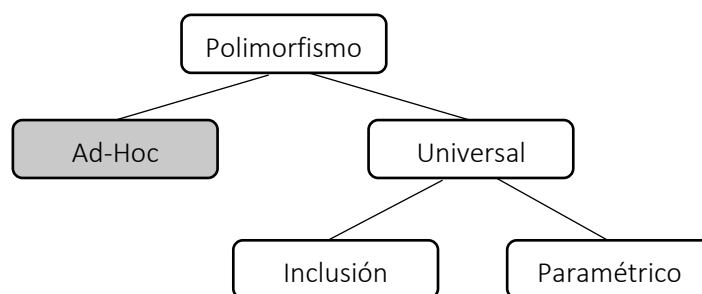 Polimorfismo
Ad-Hoc
Universal
Inclusión
Paramétrico